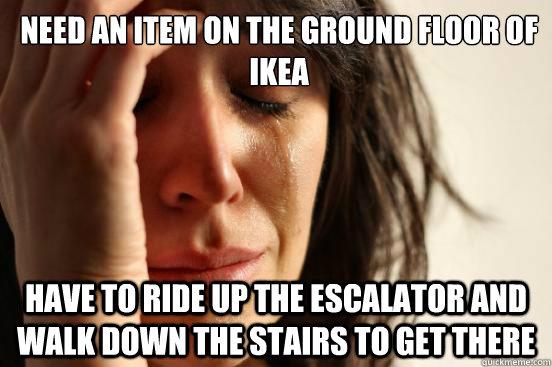 NEED AN ITEM ON THE GROUND FLOOR OF
IKEA
HAVE TO RIDE UP THE ESCALATOR AND
WALK DOWN THE STAIRS TO GET THERE
quickmeme.com